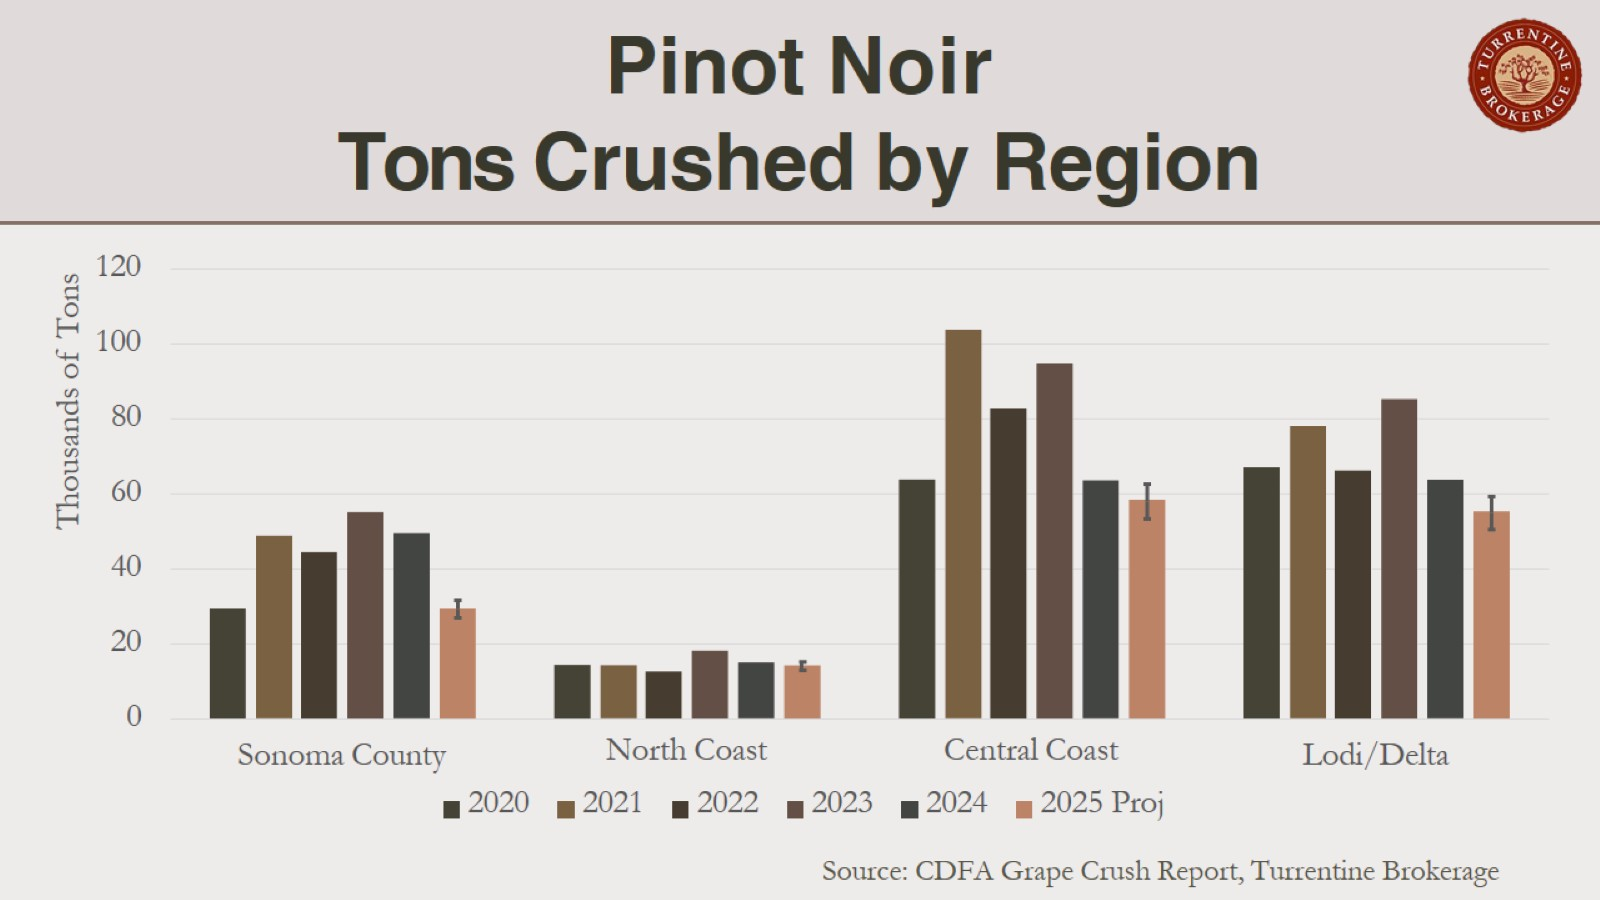 Pinot Noir
Tons Crushed by Region
TURRENTINE
BROKERAGE
Thousands of Tons
120
100
80
60
40
20
0
Sonoma County
North Coast
Central Coast
Lodi/Delta
2020
2021
2022
2023
2024
2025 Proj
Source: CDFA Grape Crush Report, Turrentine Brokerage